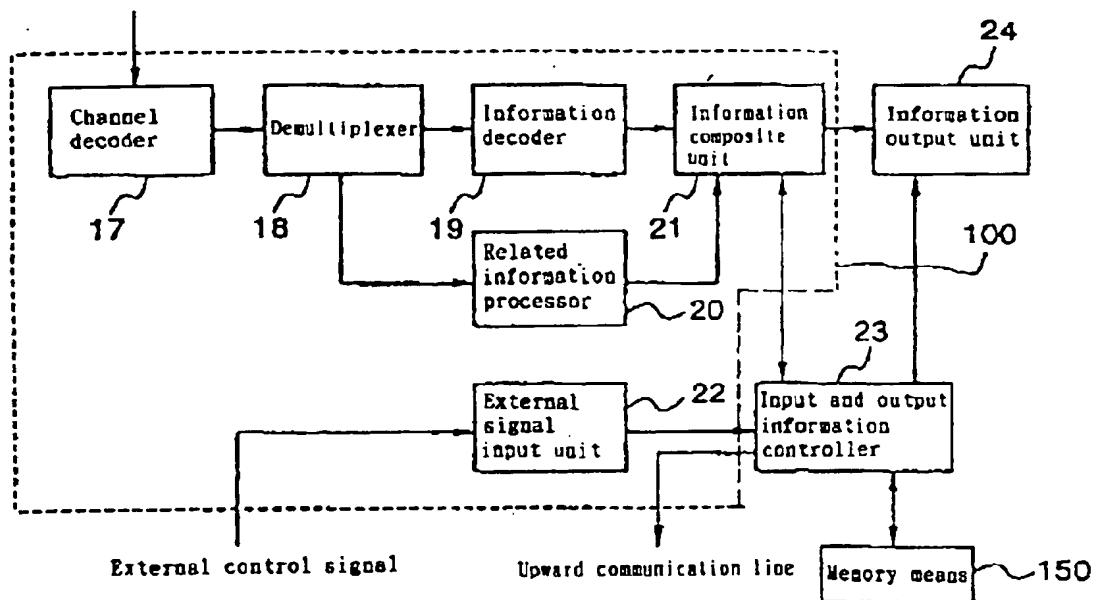 24
Channel
decoder
Demultiplexer
Information
decoder
Information
composite
unit
Information
output unit
17
18
19
21
100
Related
information
processor
20
23
External
signal
input unit
22
Input and output
information
controller
External control signal
Upward communication line
Memory means
150